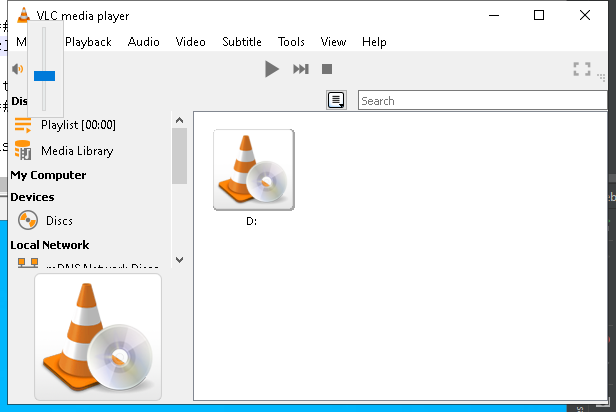 VLC media player
M Playback Audio Video Subtitle Tools View Help
Dis
Search
Playlist [00:00]
Media Library
My Computer
Devices
Discs
Local Network
mDNS Network Disco
D: